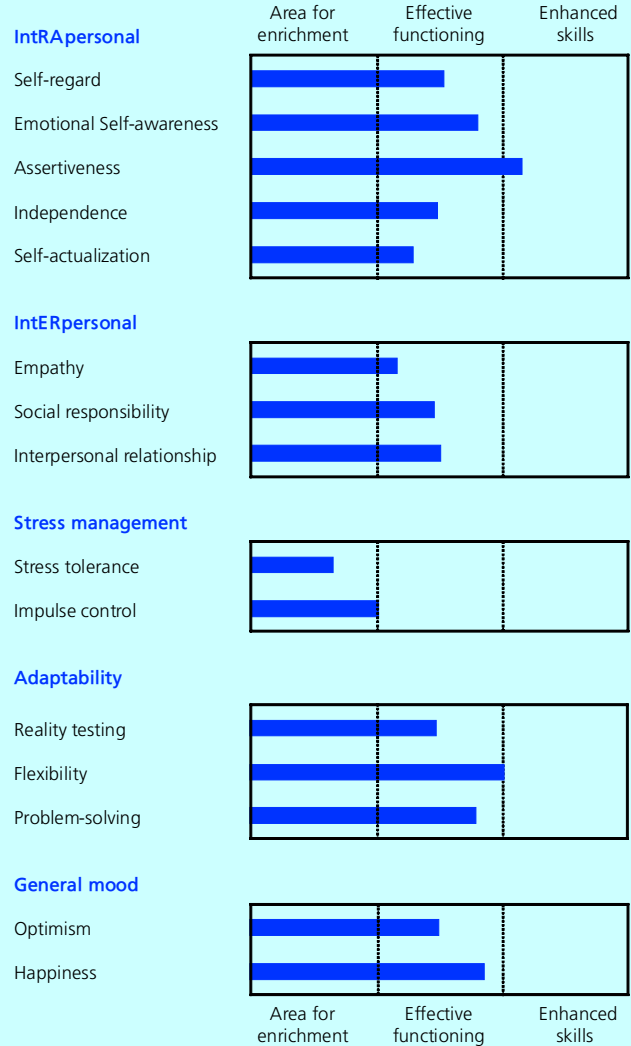 Area for enrichment
Effective functioning
Enhanced skills
IntRApersonal
Self-regard
Emotional Self-awareness
Assertiveness
Independence
Self-actualization
IntERpersonal
Empathy
Social responsibility
Interpersonal relationship
Stress management
Stress tolerance
Impulse control
Adaptability
Reality testing
Flexibility
Problem-solving
General mood
Optimism
Happiness
Area for enrichment
Effective functioning
Enhanced skills